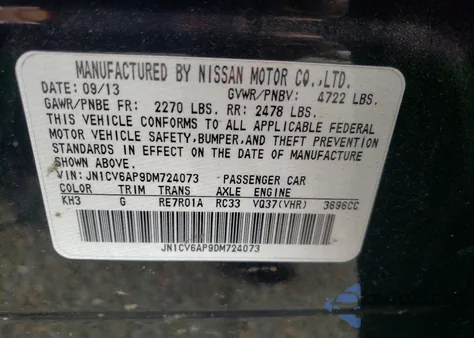 MANUFACTURED BY NISSAN MOTOR CO.,LTD.
DATE: 09/13 GVWR/PNBV: 4722 LBS.
GAWR/PNBE FR: 2270 LBS. RR: 2478 LBS.
THIS VEHICLE CONFORMS TO ALL APPLICABLE FEDERAL
MOTOR VEHICLE SAFETY, BUMPER, AND THEFT PREVENTION
STANDARDS IN EFFECT ON THE DATE OF MANUFACTURE
SHOWN ABOVE.
VIN: JN1CV6AP9DM724073 PASSENGER CAR
COLOR TRIM TRANS AXLE ENGINE
KH3 G RE7R01A RC33 VQ37(VHR) 3696CC
JN1CV6AP9DM724073